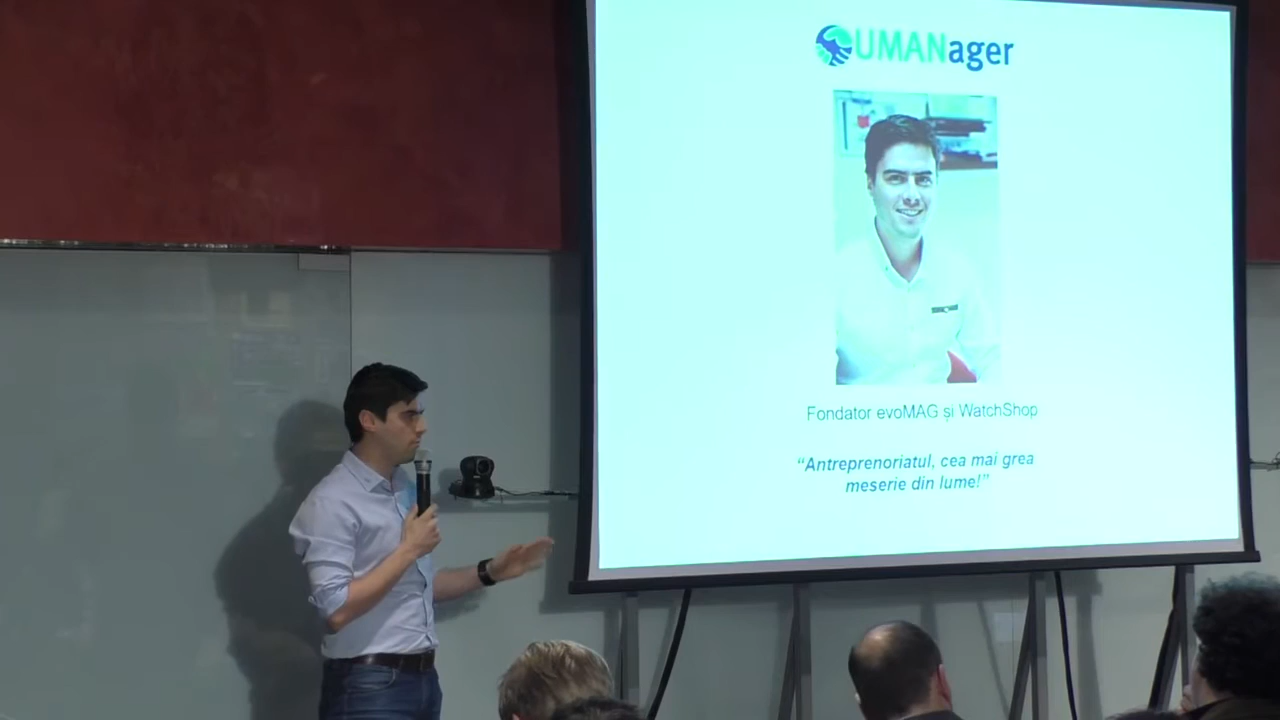 UMANager
Fondator evoMAG și WatchShop
“Antreprenoriatul, cea mai grea
meserie din lume!”